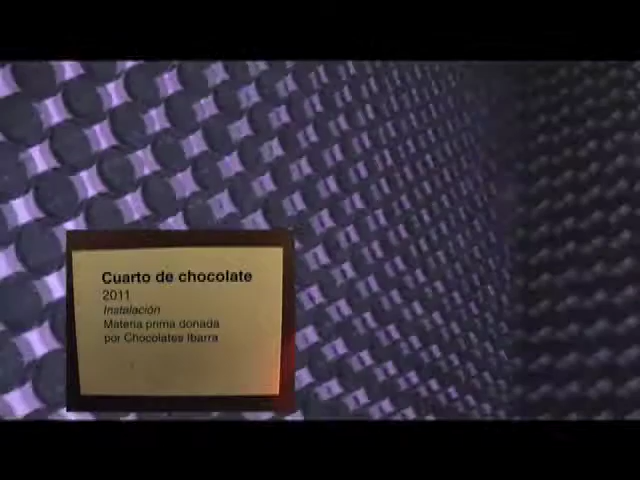 Cuarto de chocolate
2011
Instalación
Materia prima donada
por Chocolates Ibarra